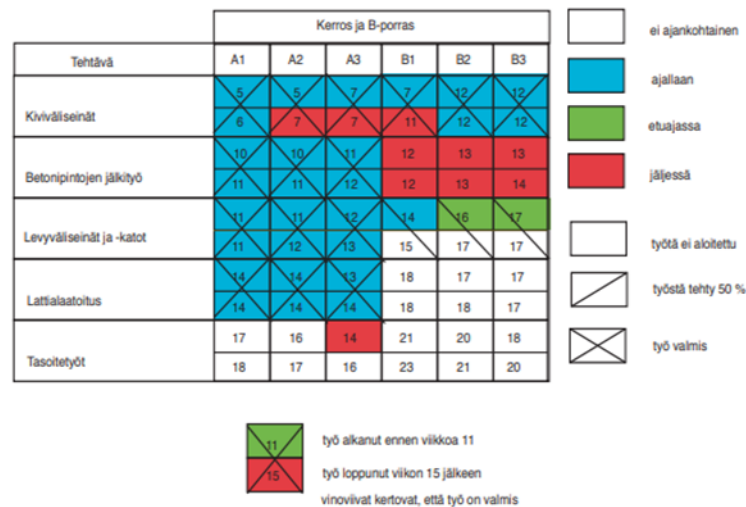 Kerros ja B-porras
Tehtävä A1 A2 A3 B1 B2 B3
Kiviväliseinät
5 5 7 7 12 12
6 7 7 11 12 12
Betonipintojen jälkityö
10 10 11 12 13 13
11 11 12 12 13 14
Levyväliseinät ja -katot
11 11 12 14 16 17
11 12 13 15 17 17
Lattialaatoitus
14 14 13 18 17 17
14 14 14 18 18 17
Tasoitetyöt
17 16 14 21 20 18
18 17 16 23 21 20
ei ajankohtainen
ajallaan
etuajassa
jäljessä
työtä ei aloitettu
työstä tehty 50 %
työ valmis
11 työ alkanut ennen viikkoa 11
15 työ loppunut viikon 15 jälkeen
vinoviivat kertovat, että työ on valmis